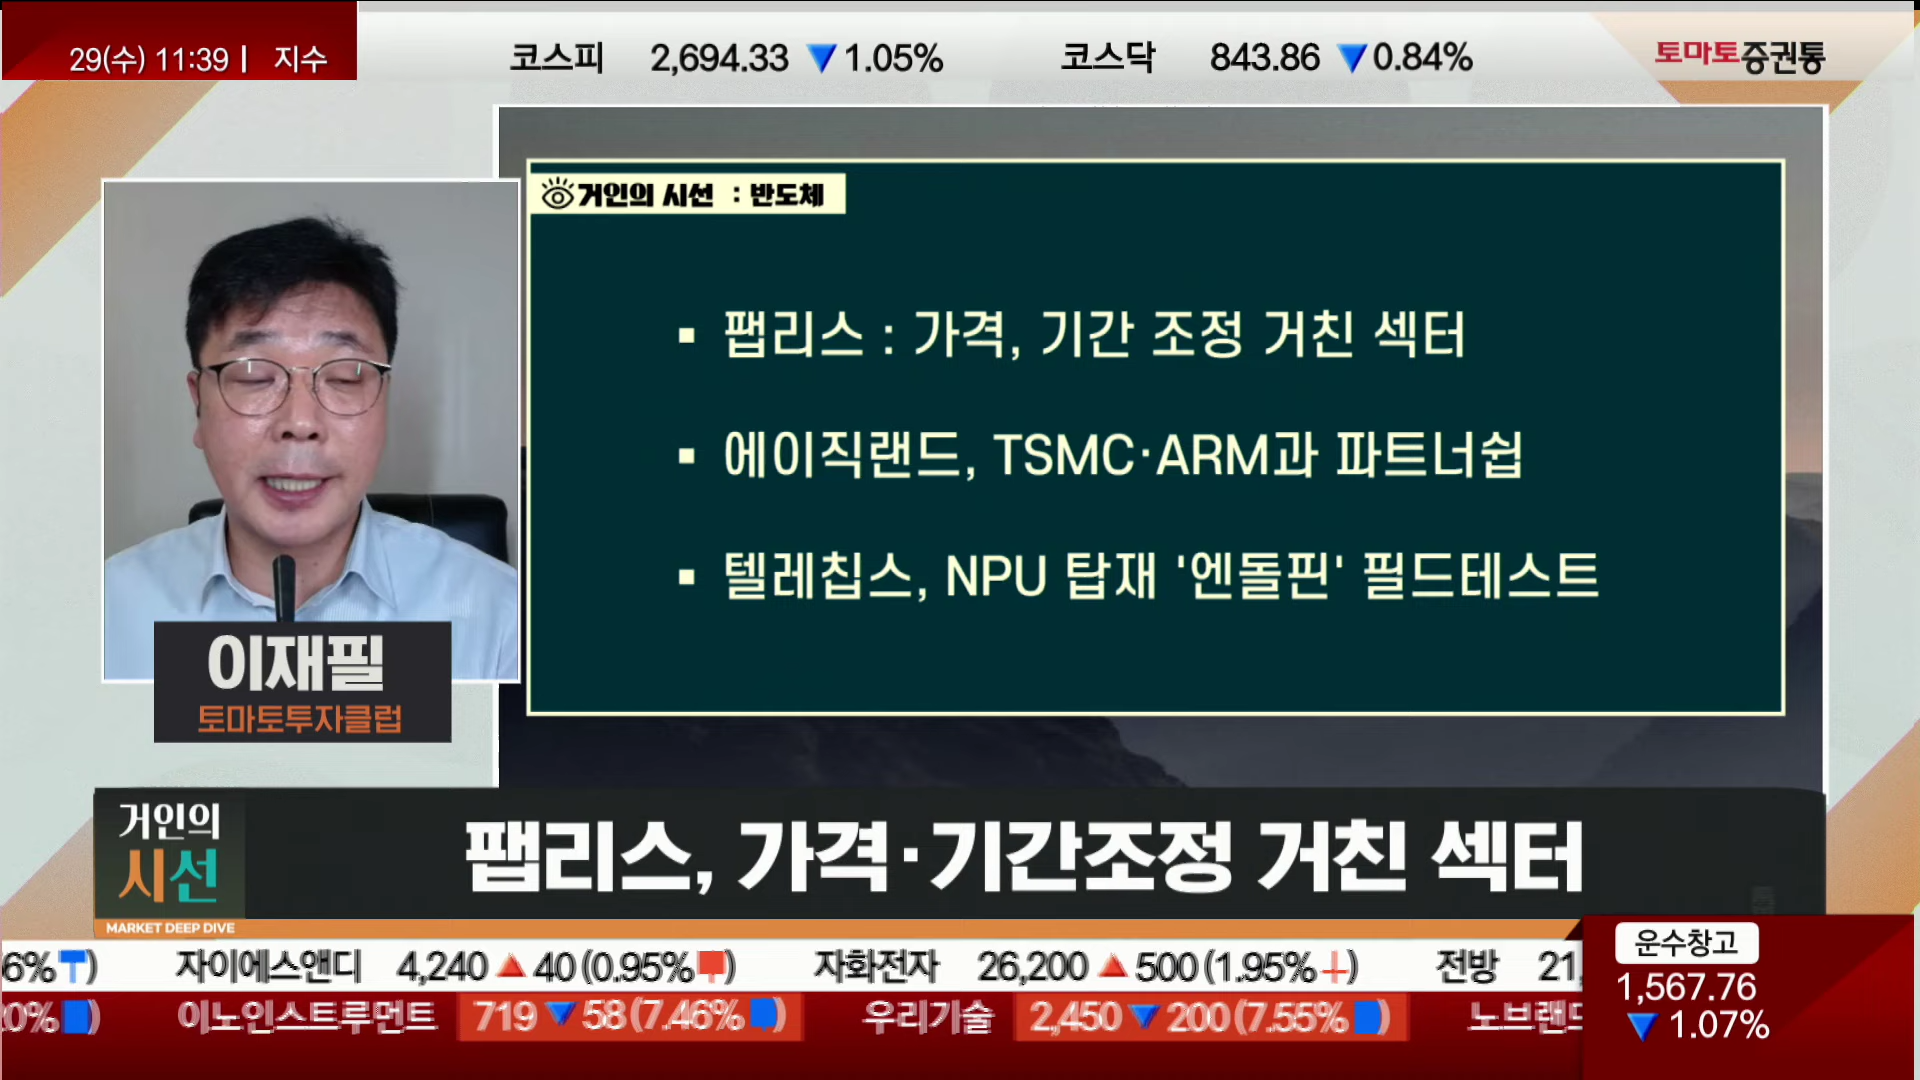 29(수) 11:39 | 지수
코스피 2,694.33 ▼1.05%
코스닥 843.86 ▼0.84%
토마토증권통
거인의 시선 : 반도체
▪ 팹리스 : 가격, 기간 조정 거친 섹터
▪ 에이직랜드, TSMC·ARM과 파트너쉽
▪ 텔레칩스, NPU 탑재 '엔돌핀' 필드테스트
이재필
토마토투자클럽
거인의
시선
MARKET DEEP DIVE
팹리스, 가격·기간조정 거친 섹터
6% ) 자이에스앤디 4,240 ▲ 40 (0.95% ) 자화전자 26,200 ▲ 500 (1.95% ) 전방 21,
0% ) 이노인스트루먼트 719 ▼ 58 (7.46% ) 우리기술 2,450 ▼ 200 (7.55% ) 노브랜드
운수창고
1,567.76
▼ 1.07%